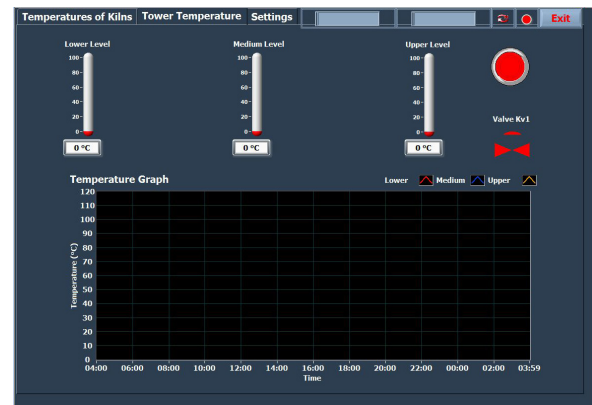 Temperatures of Kilns Tower Temperature Settings Exit
Lower Level Medium Level Upper Level
100 100 100
80 80 80
60 60 60
40 40 40
20 20 20
0 0 0
Valve Kv1
0 °C 0 °C 0 °C
Temperature Graph Lower Medium Upper
120
110
100
90
80
70
60
50
40
30
20
10
0
Temperature (°C)
04:00 06:00 08:00 10:00 12:00 14:00 16:00 18:00 20:00 22:00 00:00 02:00 03:59
Time